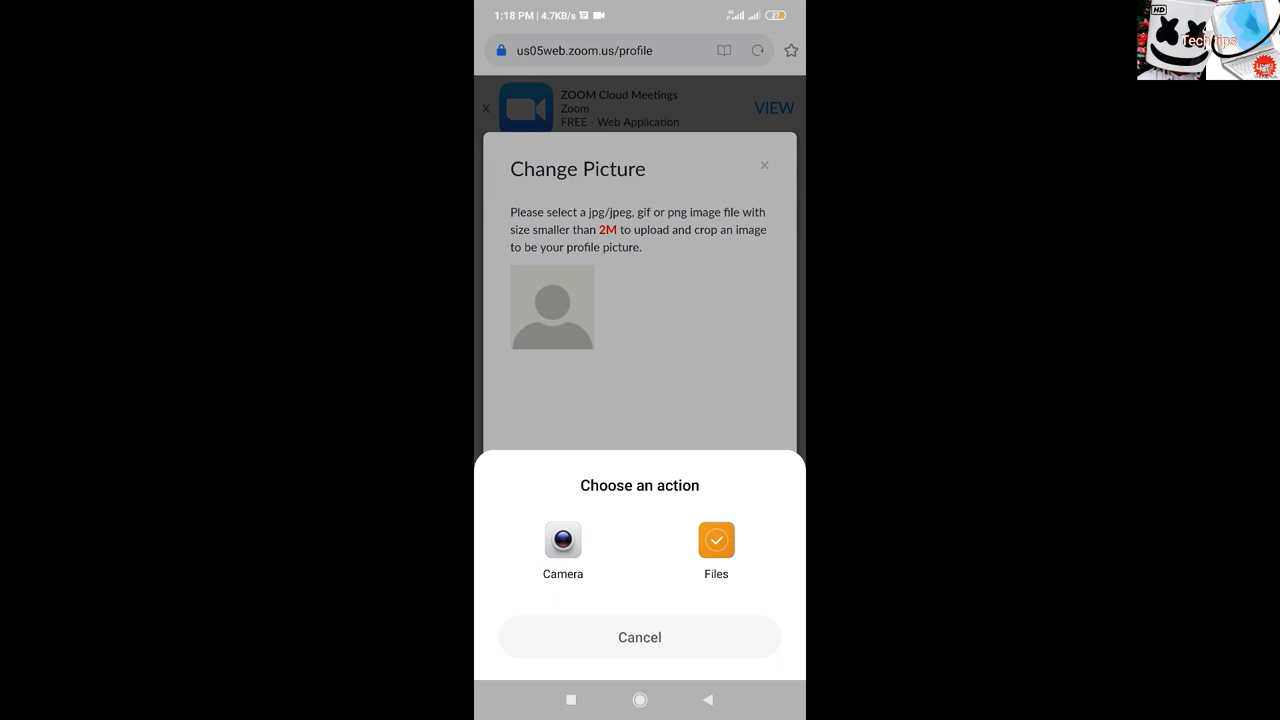 1:18 PM | 4.7KB/s
27
us05web.zoom.us/profile
X
ZOOM Cloud Meetings
Zoom
FREE - Web Application
VIEW
Change Picture
×
Please select a jpg/jpeg, gif or png image file with
size smaller than 2M to upload and crop an image
to be your profile picture.
Choose an action
Camera
Files
Cancel
HD
Tech tips